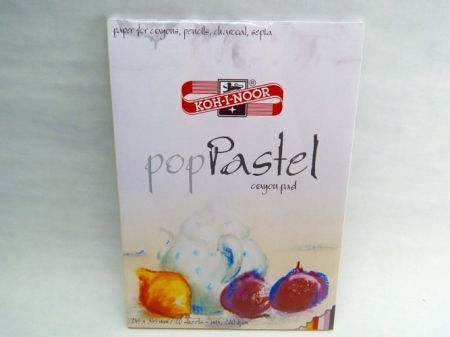 paper for crayons, pencils, charcoal, sepia
KOH-I-NOOR
®
popPastel
crayon pad